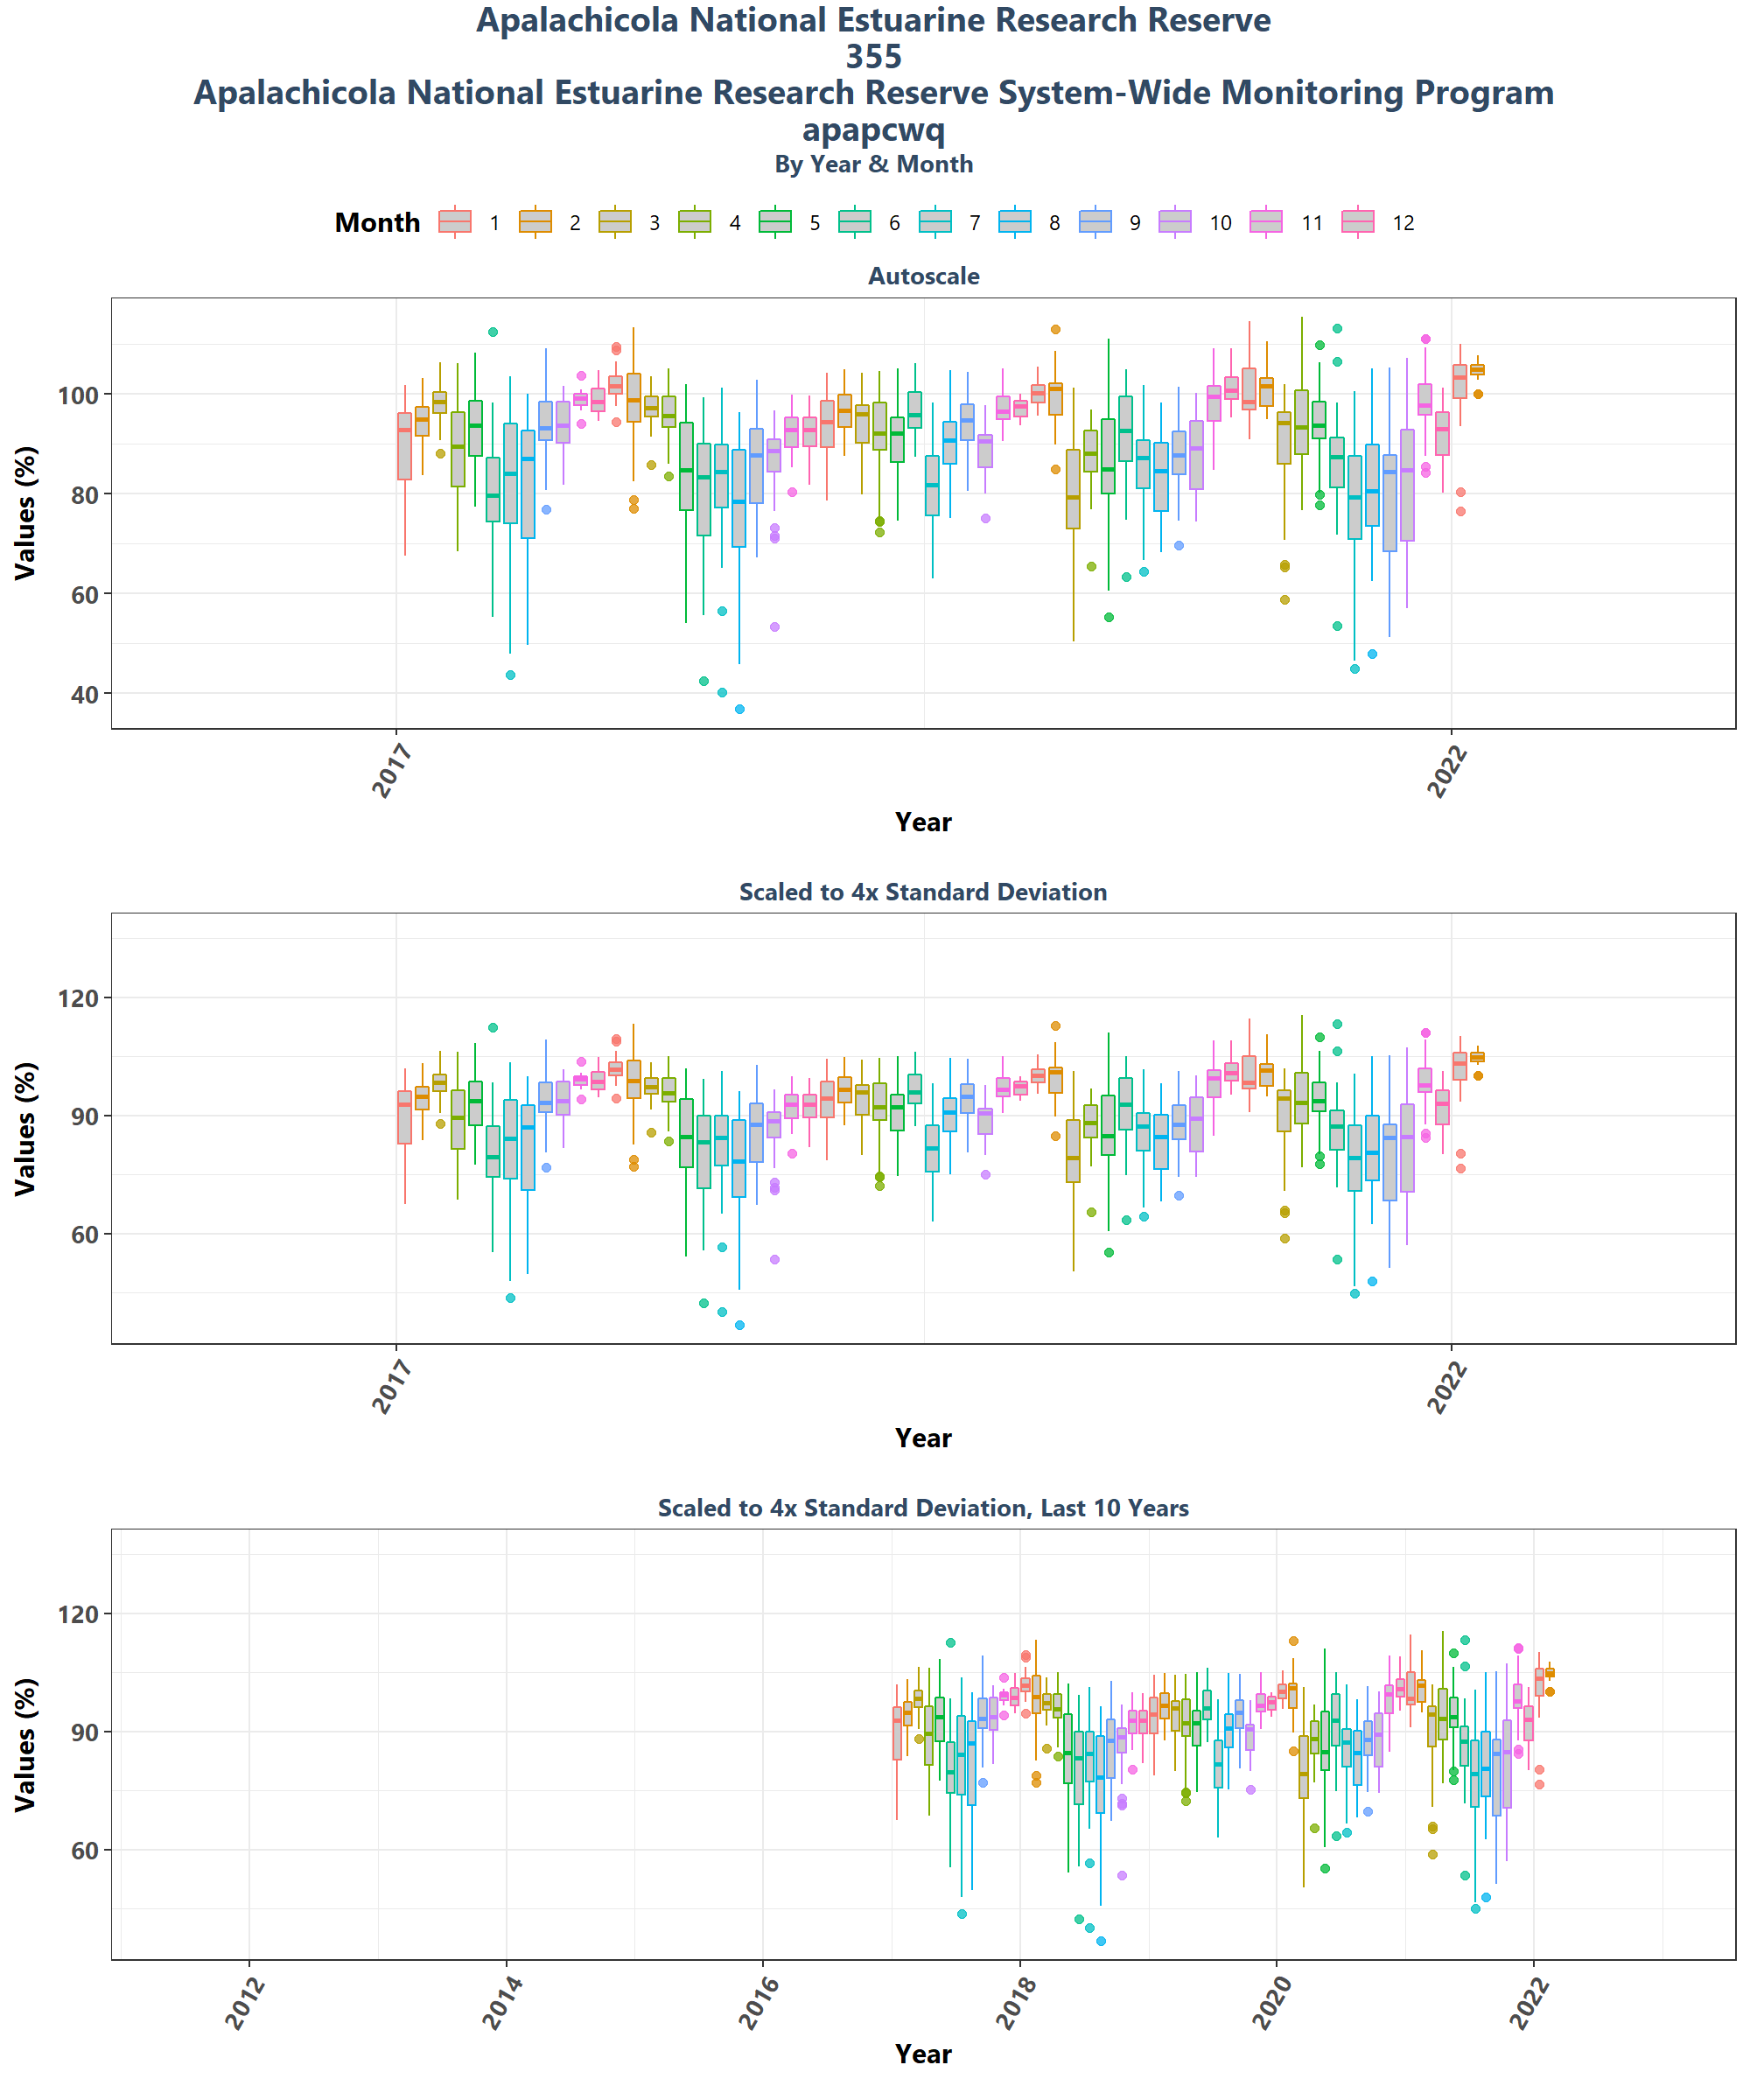 Apalachicola National Estuarine Research Reserve
355
Apalachicola National Estuarine Research Reserve System-Wide Monitoring Program
apapcwq
By Year & Month
Month 1 2 3 4 5 6 7 8 9 10 11 12
Autoscale
Values (%)
100
80
60
40
2017 2022
Year
Scaled to 4x Standard Deviation
Values (%)
120
90
60
2017 2022
Year
Scaled to 4x Standard Deviation, Last 10 Years
Values (%)
120
90
60
2012 2014 2016 2018 2020 2022
Year